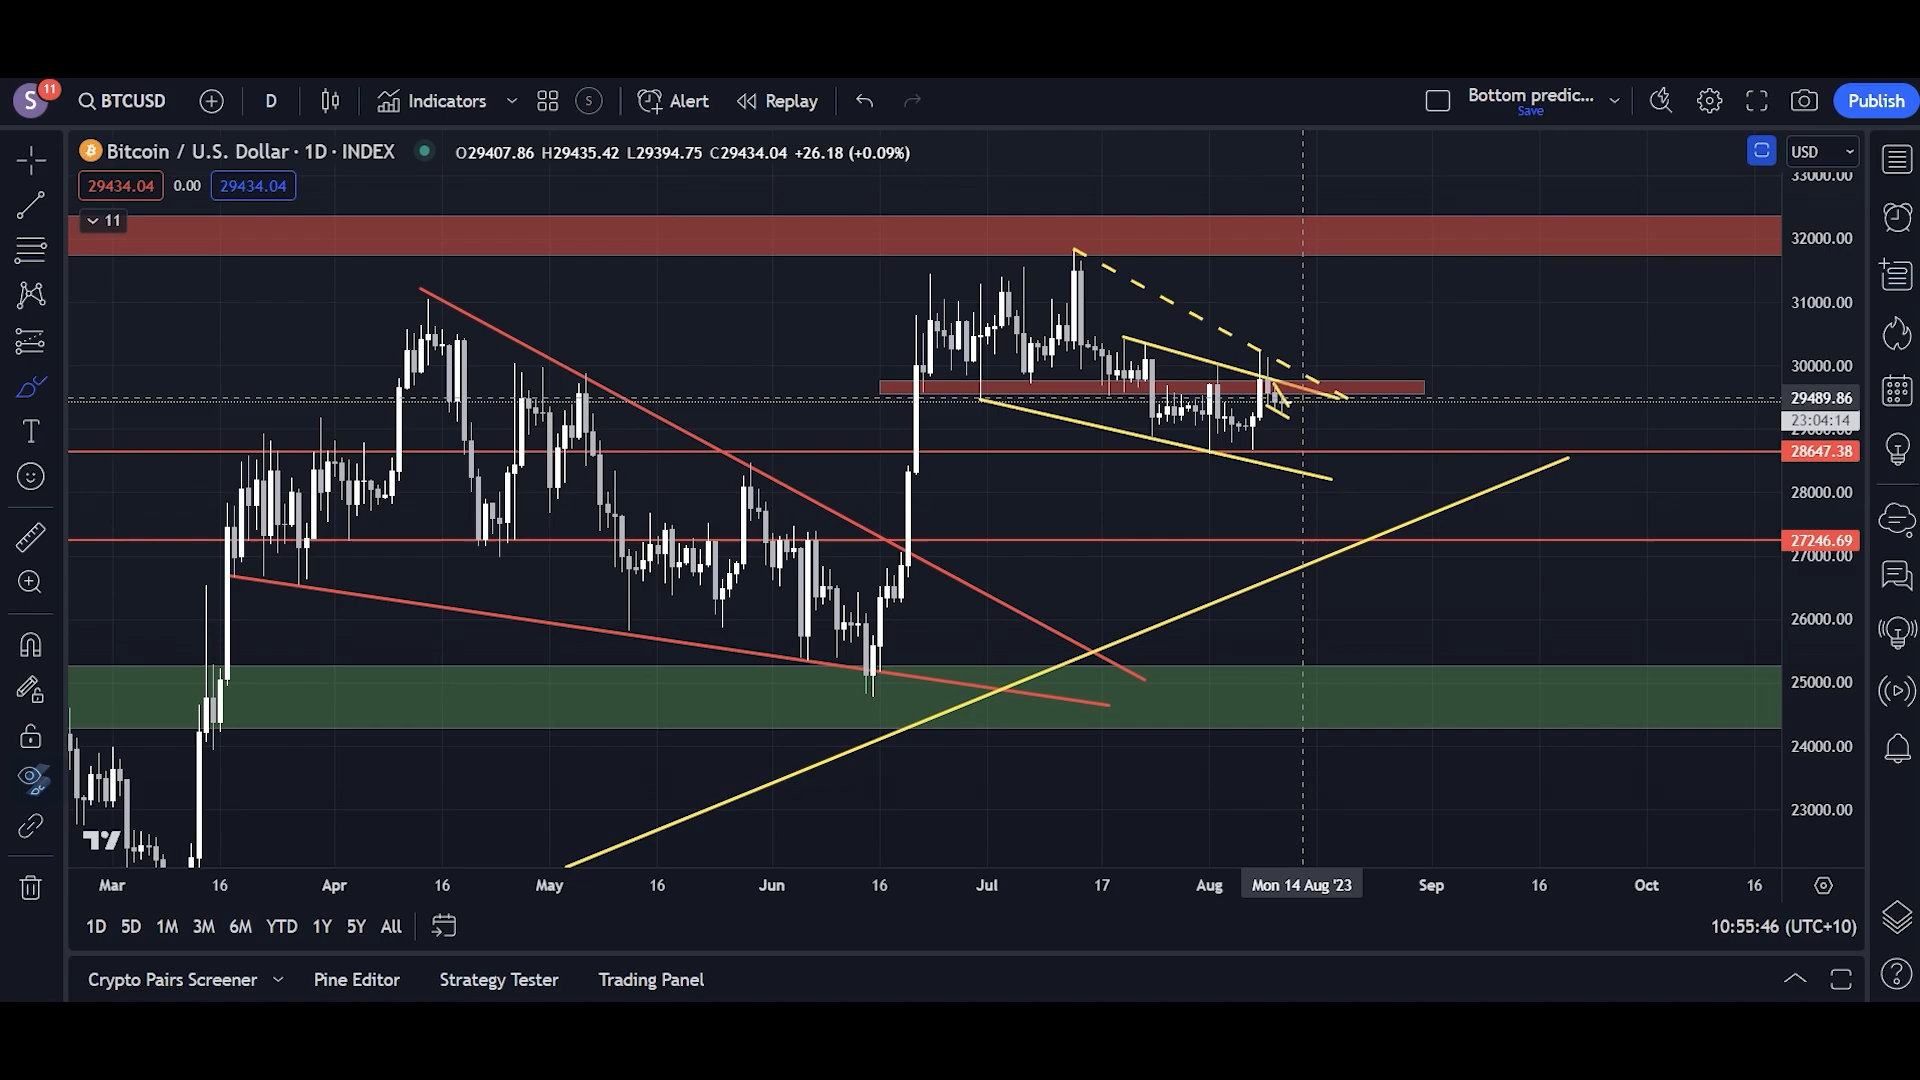 S 11 BTCUSD D Indicators S Alert Replay Bottom predic... Publish
Save
Bitcoin / U.S. Dollar · 1D · INDEX O29407.86 H29435.42 L29394.75 C29434.04 +26.18 (+0.09%) USD
29434.04 0.00 29434.04
33000.00
11
32000.00
31000.00
30000.00
29489.86
23:04:14
29000.00
28647.38
28000.00
27246.69
27000.00
26000.00
25000.00
24000.00
23000.00
Mar 16 Apr 16 May 16 Jun 16 Jul 17 Aug Mon 14 Aug '23 Sep 16 Oct 16
1D 5D 1M 3M 6M YTD 1Y 5Y All 10:55:46 (UTC+10)
Crypto Pairs Screener Pine Editor Strategy Tester Trading Panel